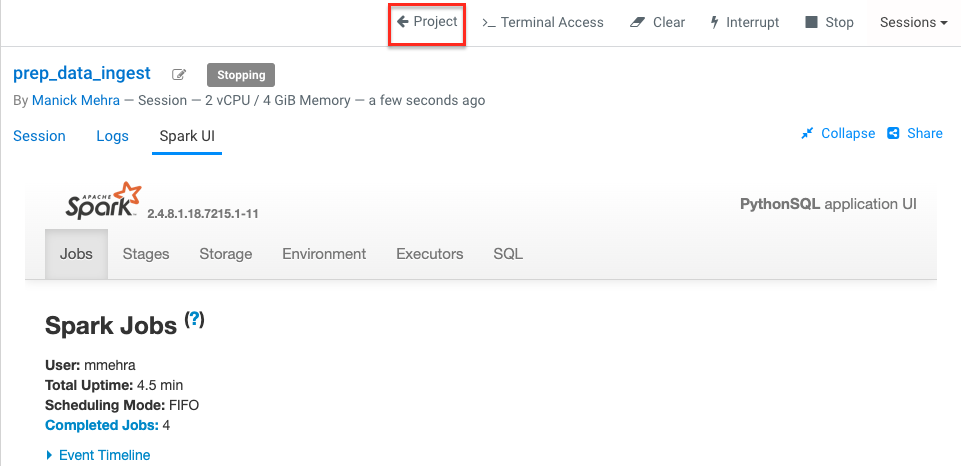 Project Terminal Access Clear Interrupt Stop Sessions
prep_data_ingest Stopping
By Manick Mehra — Session — 2 vCPU / 4 GiB Memory — a few seconds ago
Session Logs Spark UI Collapse Share
APACHE Spark 2.4.8.1.18.7215.1-11 PythonSQL application UI
Jobs Stages Storage Environment Executors SQL
Spark Jobs (?)
User: mmehra
Total Uptime: 4.5 min
Scheduling Mode: FIFO
Completed Jobs: 4
Event Timeline